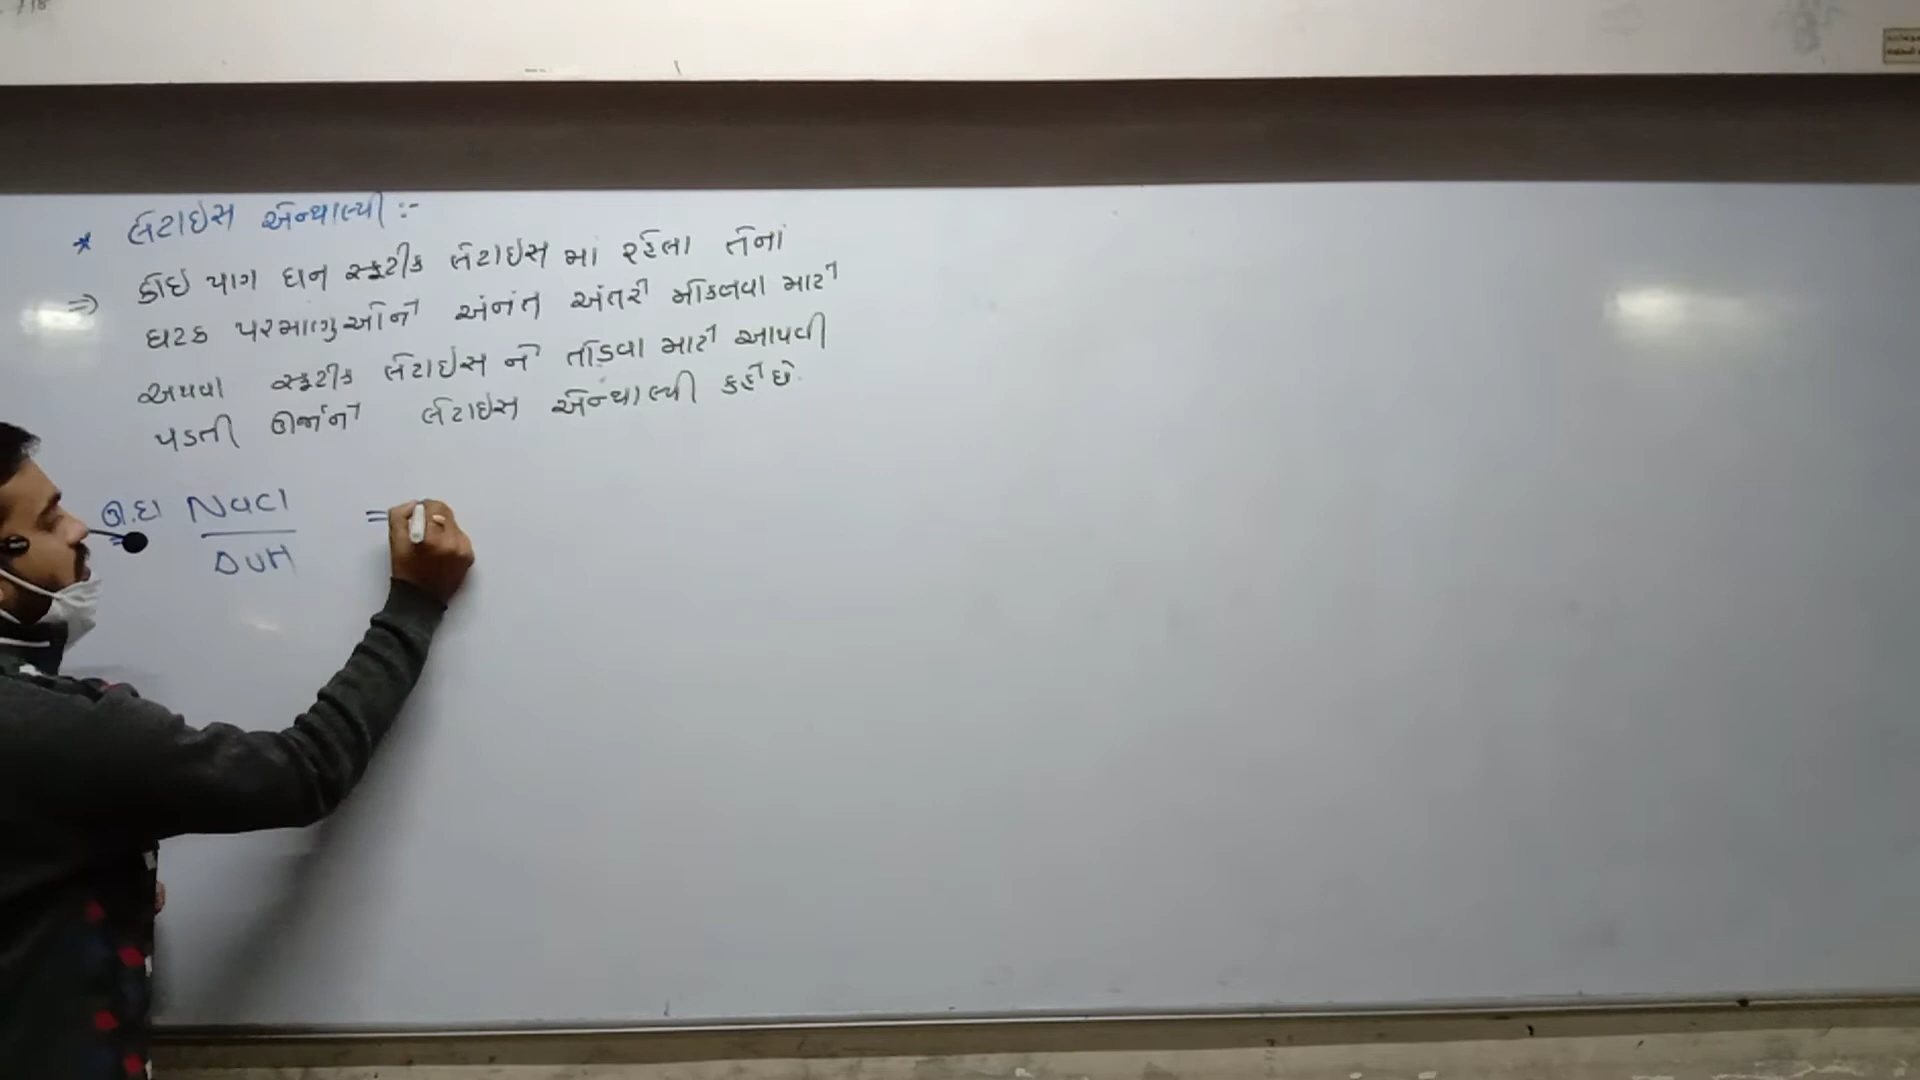 * લેટાઇસ એન્થાલ્પી :-
⇒ કોઇ પણ ઘન સ્ફટીક લેટાઇસ માં રહેલા તેનાં
ઘટક પરમાણુઓને અંનંત અંતરે મોકલવા માટે
અથવા સ્ફટીક લેટાઇસ ને તોડવા માટે આપવી
પડતી ઊર્જાને લેટાઇસ એન્થાલ્પી કહે છે.
ઊ.દા NaCl =
ΔUH